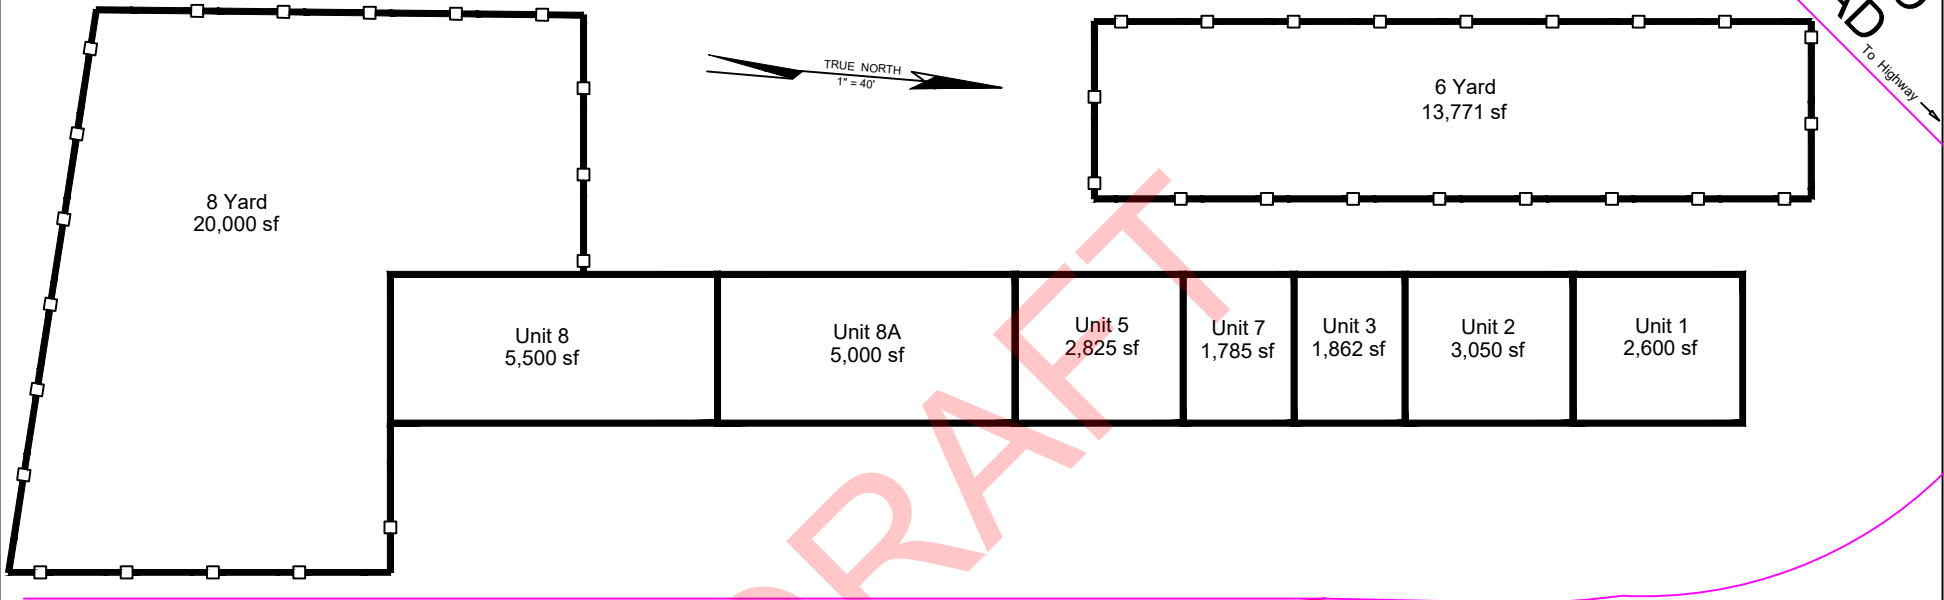 TRUE NORTH
1" = 40'
6 Yard
13,771 sf
To Highway
8 Yard
20,000 sf
Unit 8
5,500 sf
Unit 8A
5,000 sf
Unit 5
2,825 sf
Unit 7
1,785 sf
Unit 3
1,862 sf
Unit 2
3,050 sf
Unit 1
2,600 sf
DRAFT